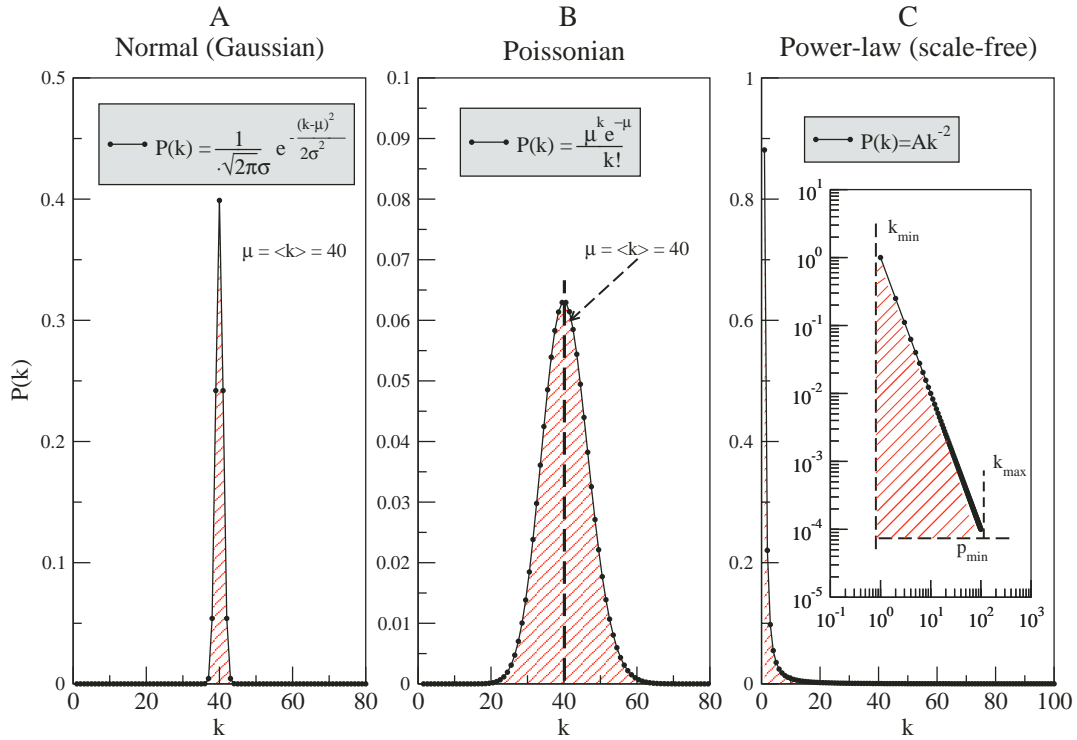 A
Normal (Gaussian)
P(k)
0.5
0.4
0.3
0.2
0.1
0
P(k) = 1/·√2πσ e^-(k-μ)²/2σ²
μ = <k> = 40
0 20 40 60 80
k
B
Poissonian
0.1
0.09
0.08
0.07
0.06
0.05
0.04
0.03
0.02
0.01
0
P(k) = μ^k e^-μ/k!
μ = <k> = 40
0 20 40 60 80
k
C
Power-law (scale-free)
1
0.8
0.6
0.4
0.2
0
P(k)=Ak^-2
10^1
10^0
10^-1
10^-2
10^-3
10^-4
10^-5
k_min
k_max
p_min
10^-1 10^0 10^1 10^2 10^3
0 20 40 60 80 100
k